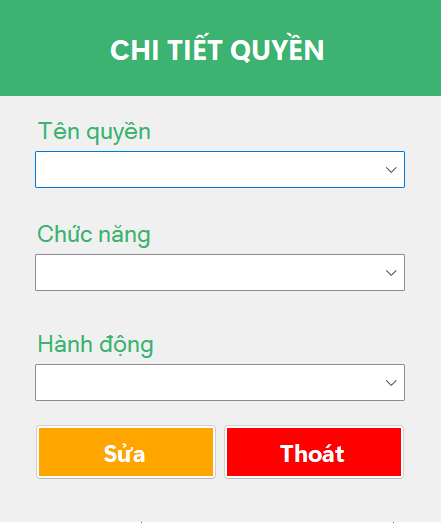 CHI TIẾT QUYỀN
Tên quyền
Chức năng
Hành động
Sửa
Thoát